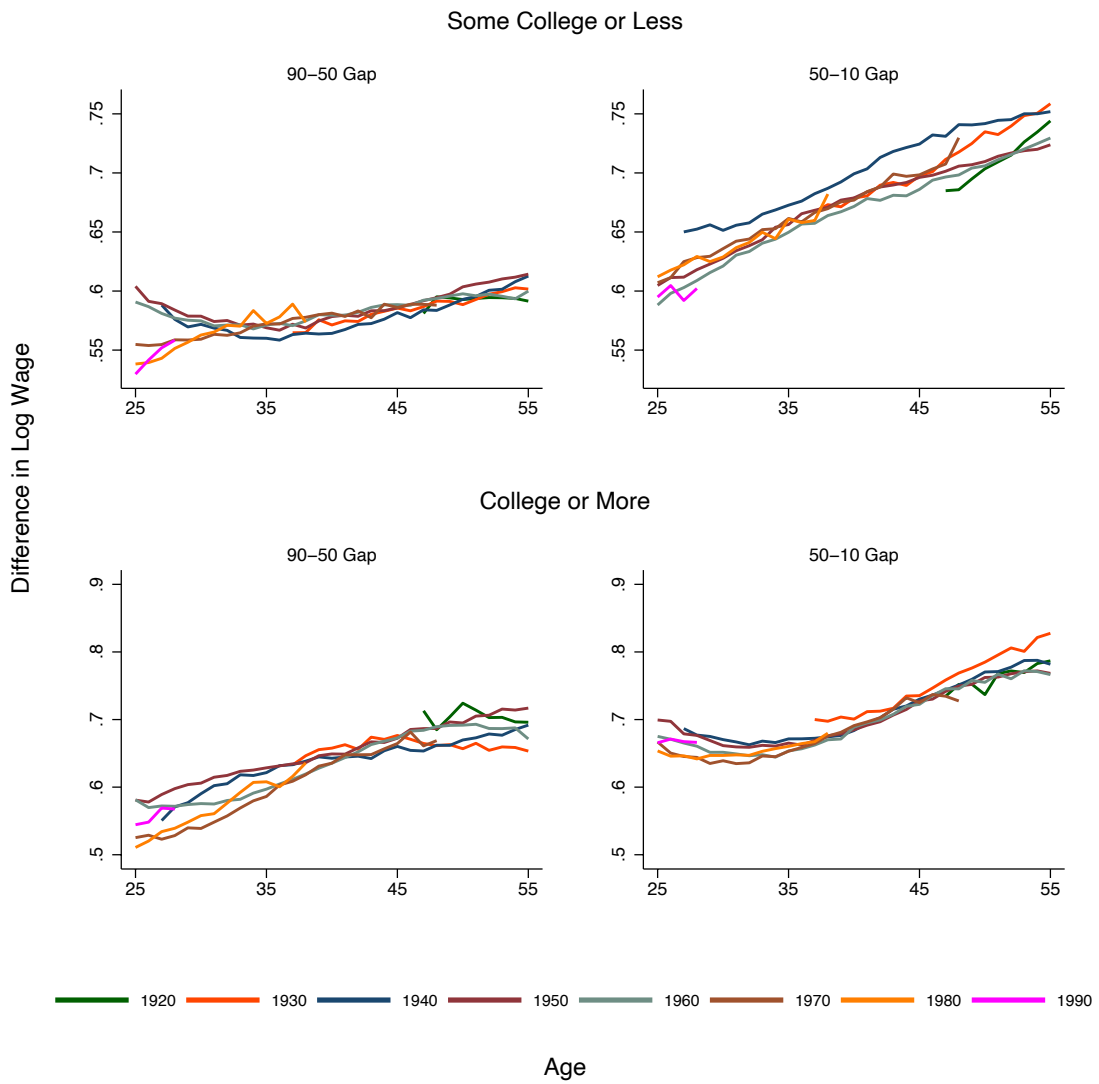 Some College or Less
90−50 Gap
50−10 Gap
.75
.7
.65
.6
.55
25 35 45 55
.75
.7
.65
.6
.55
25 35 45 55
Difference in Log Wage
College or More
90−50 Gap
50−10 Gap
.9
.8
.7
.6
.5
25 35 45 55
.9
.8
.7
.6
.5
25 35 45 55
1920 1930 1940 1950 1960 1970 1980 1990
Age